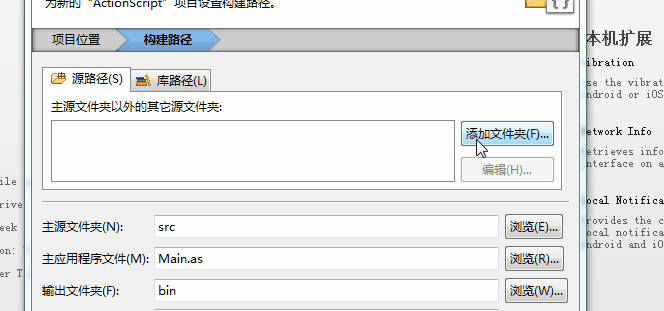 为新的 "ActionScript" 项目设置构建路径。
项目位置
构建路径
源路径(S)
库路径(L)
主源文件夹以外的其它源文件夹:
添加文件夹(F)...
编辑(H)...
主源文件夹(N):
src
浏览(E)...
主应用程序文件(M):
Main.as
浏览(R)...
输出文件夹(F):
bin
浏览(W)...
ile
rive
eek
on:
er T
本机扩展
ibration
se the vibrat
ndroid or iOS
etwork Info
etrieves info
nterface on a
ocal Notifica
rovides the c
ocal notifica
ndroid and iO